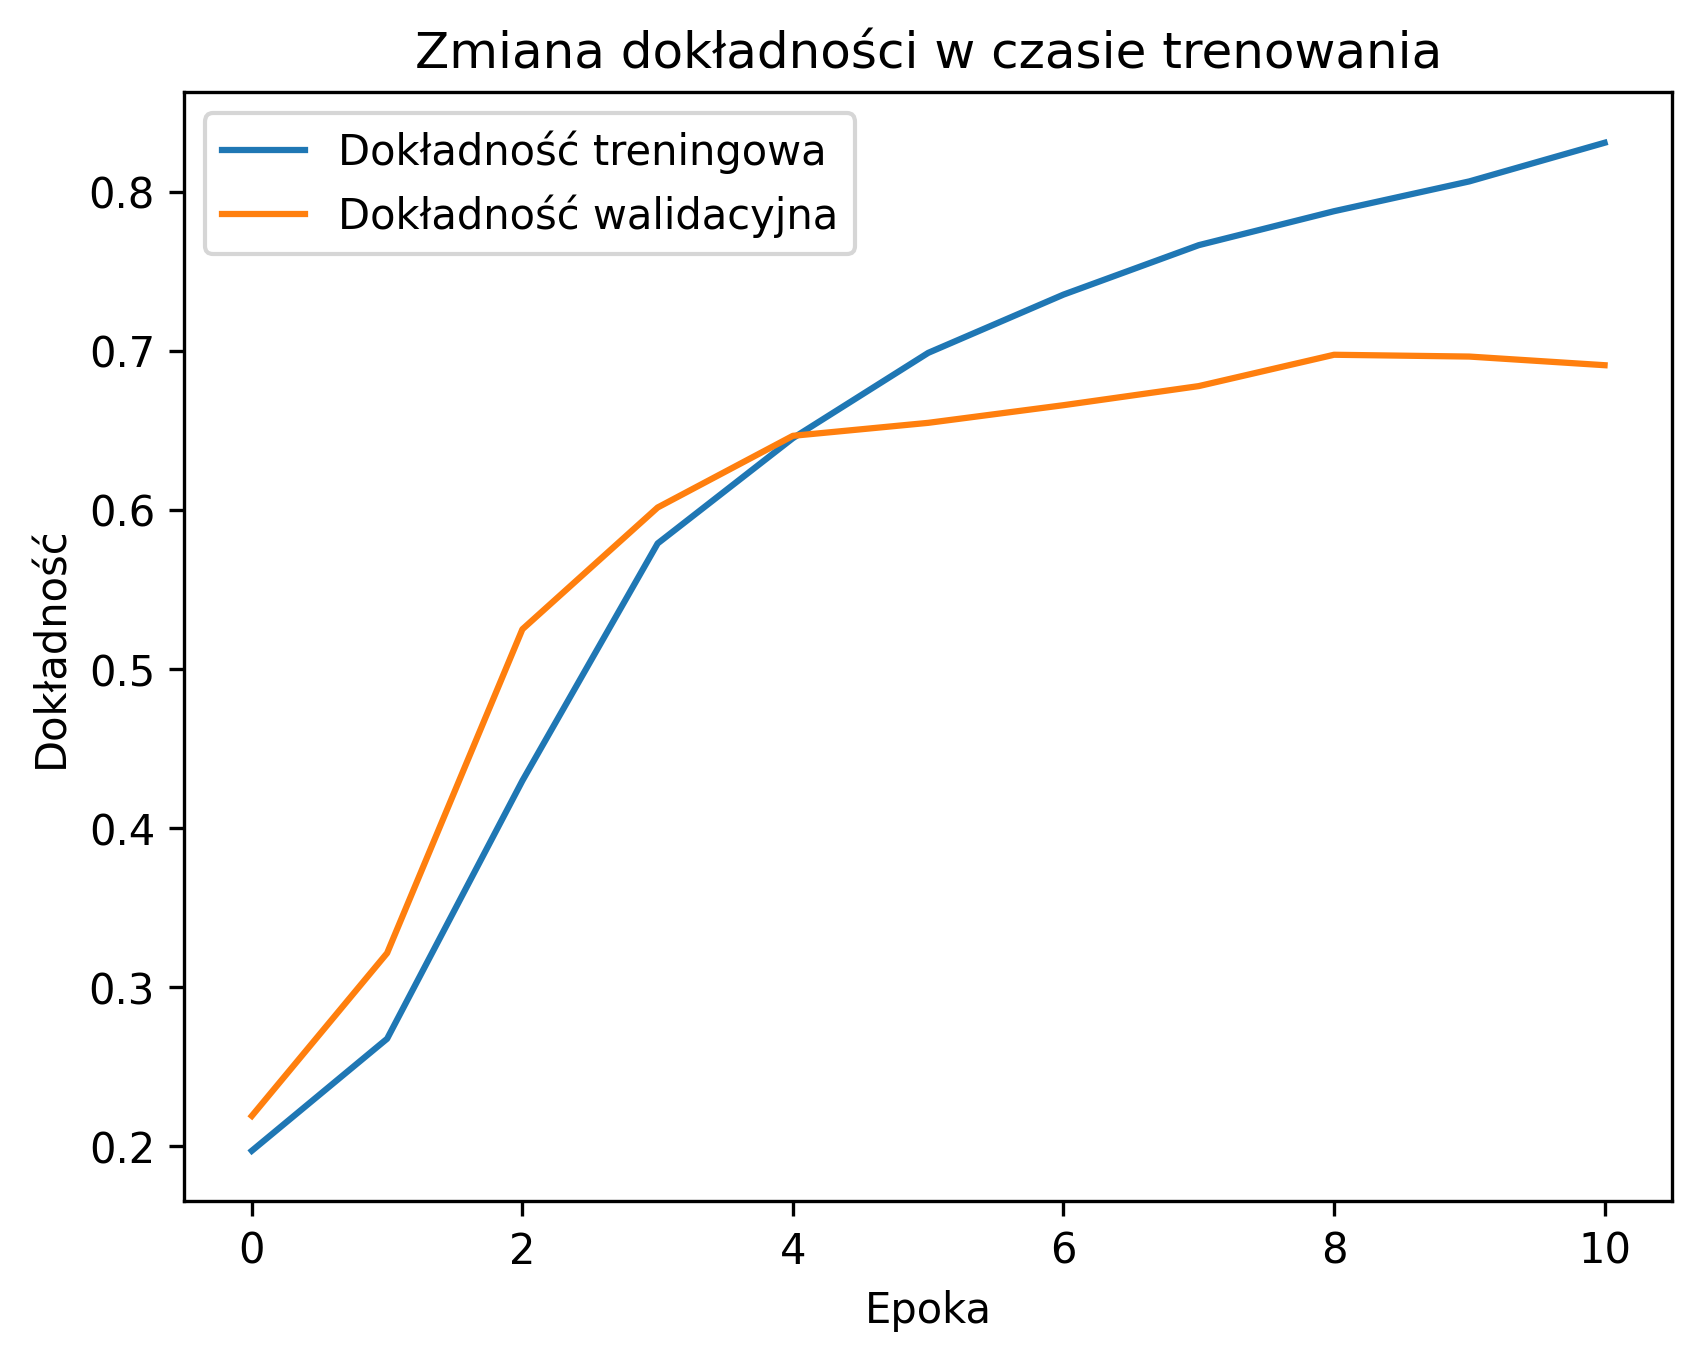 Zmiana dokładności w czasie trenowania
Dokładność treningowa
Dokładność walidacyjna
Dokładność
0.8
0.7
0.6
0.5
0.4
0.3
0.2
0 2 4 6 8 10
Epoka